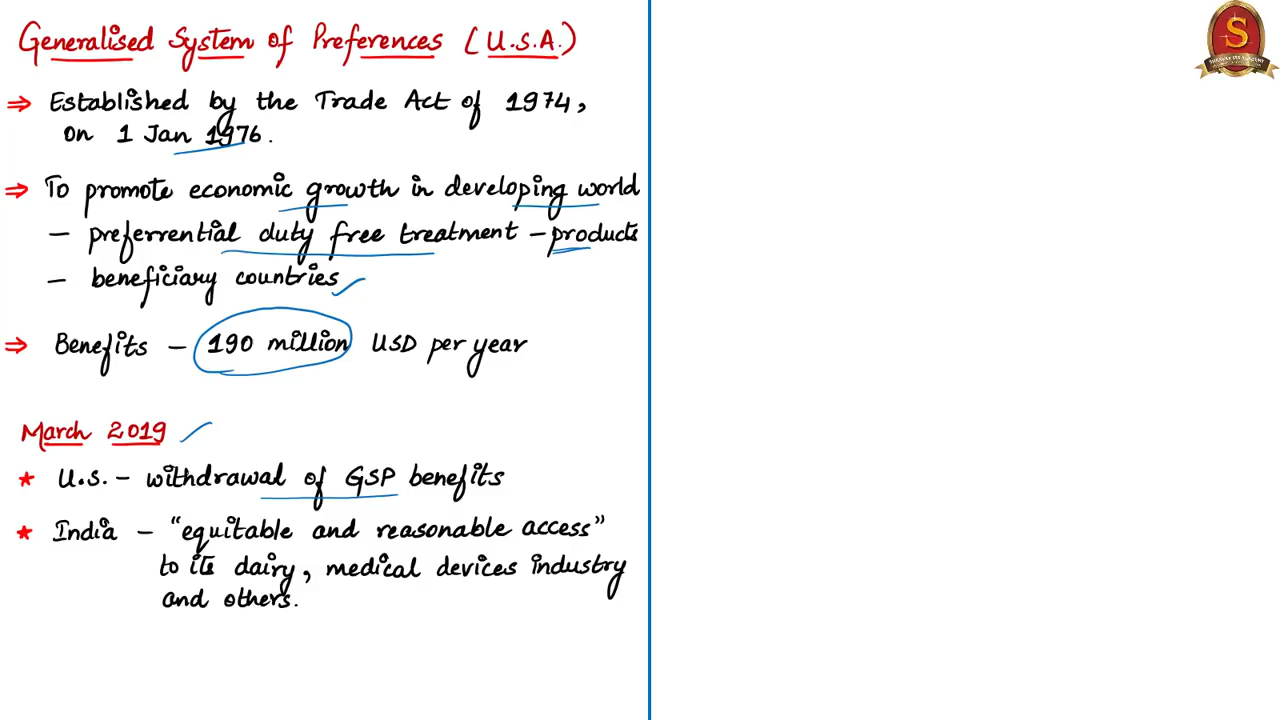 Generalised System of Preferences (U.S.A.)
⇒ Established by the Trade Act of 1974,
on 1 Jan 1976.
⇒ To promote economic growth in developing world
– preferrential duty free treatment – products
– beneficiary countries
⇒ Benefits – 190 million USD per year
March 2019
* U.S. – withdrawal of GSP benefits
* India – "equitable and reasonable access"
to its dairy, medical devices industry
and others.
S